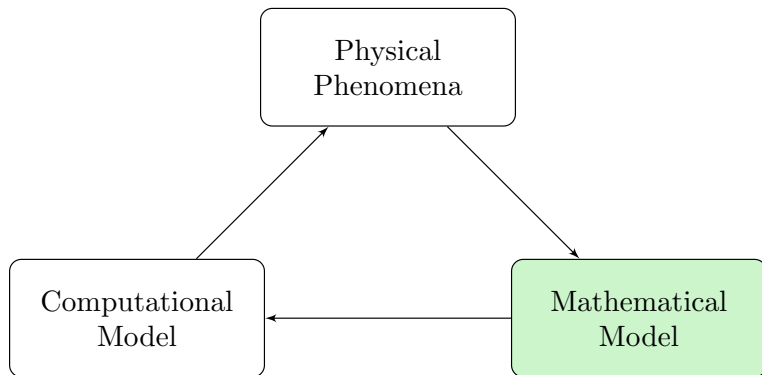 Physical
Phenomena
Computational
Model
Mathematical
Model